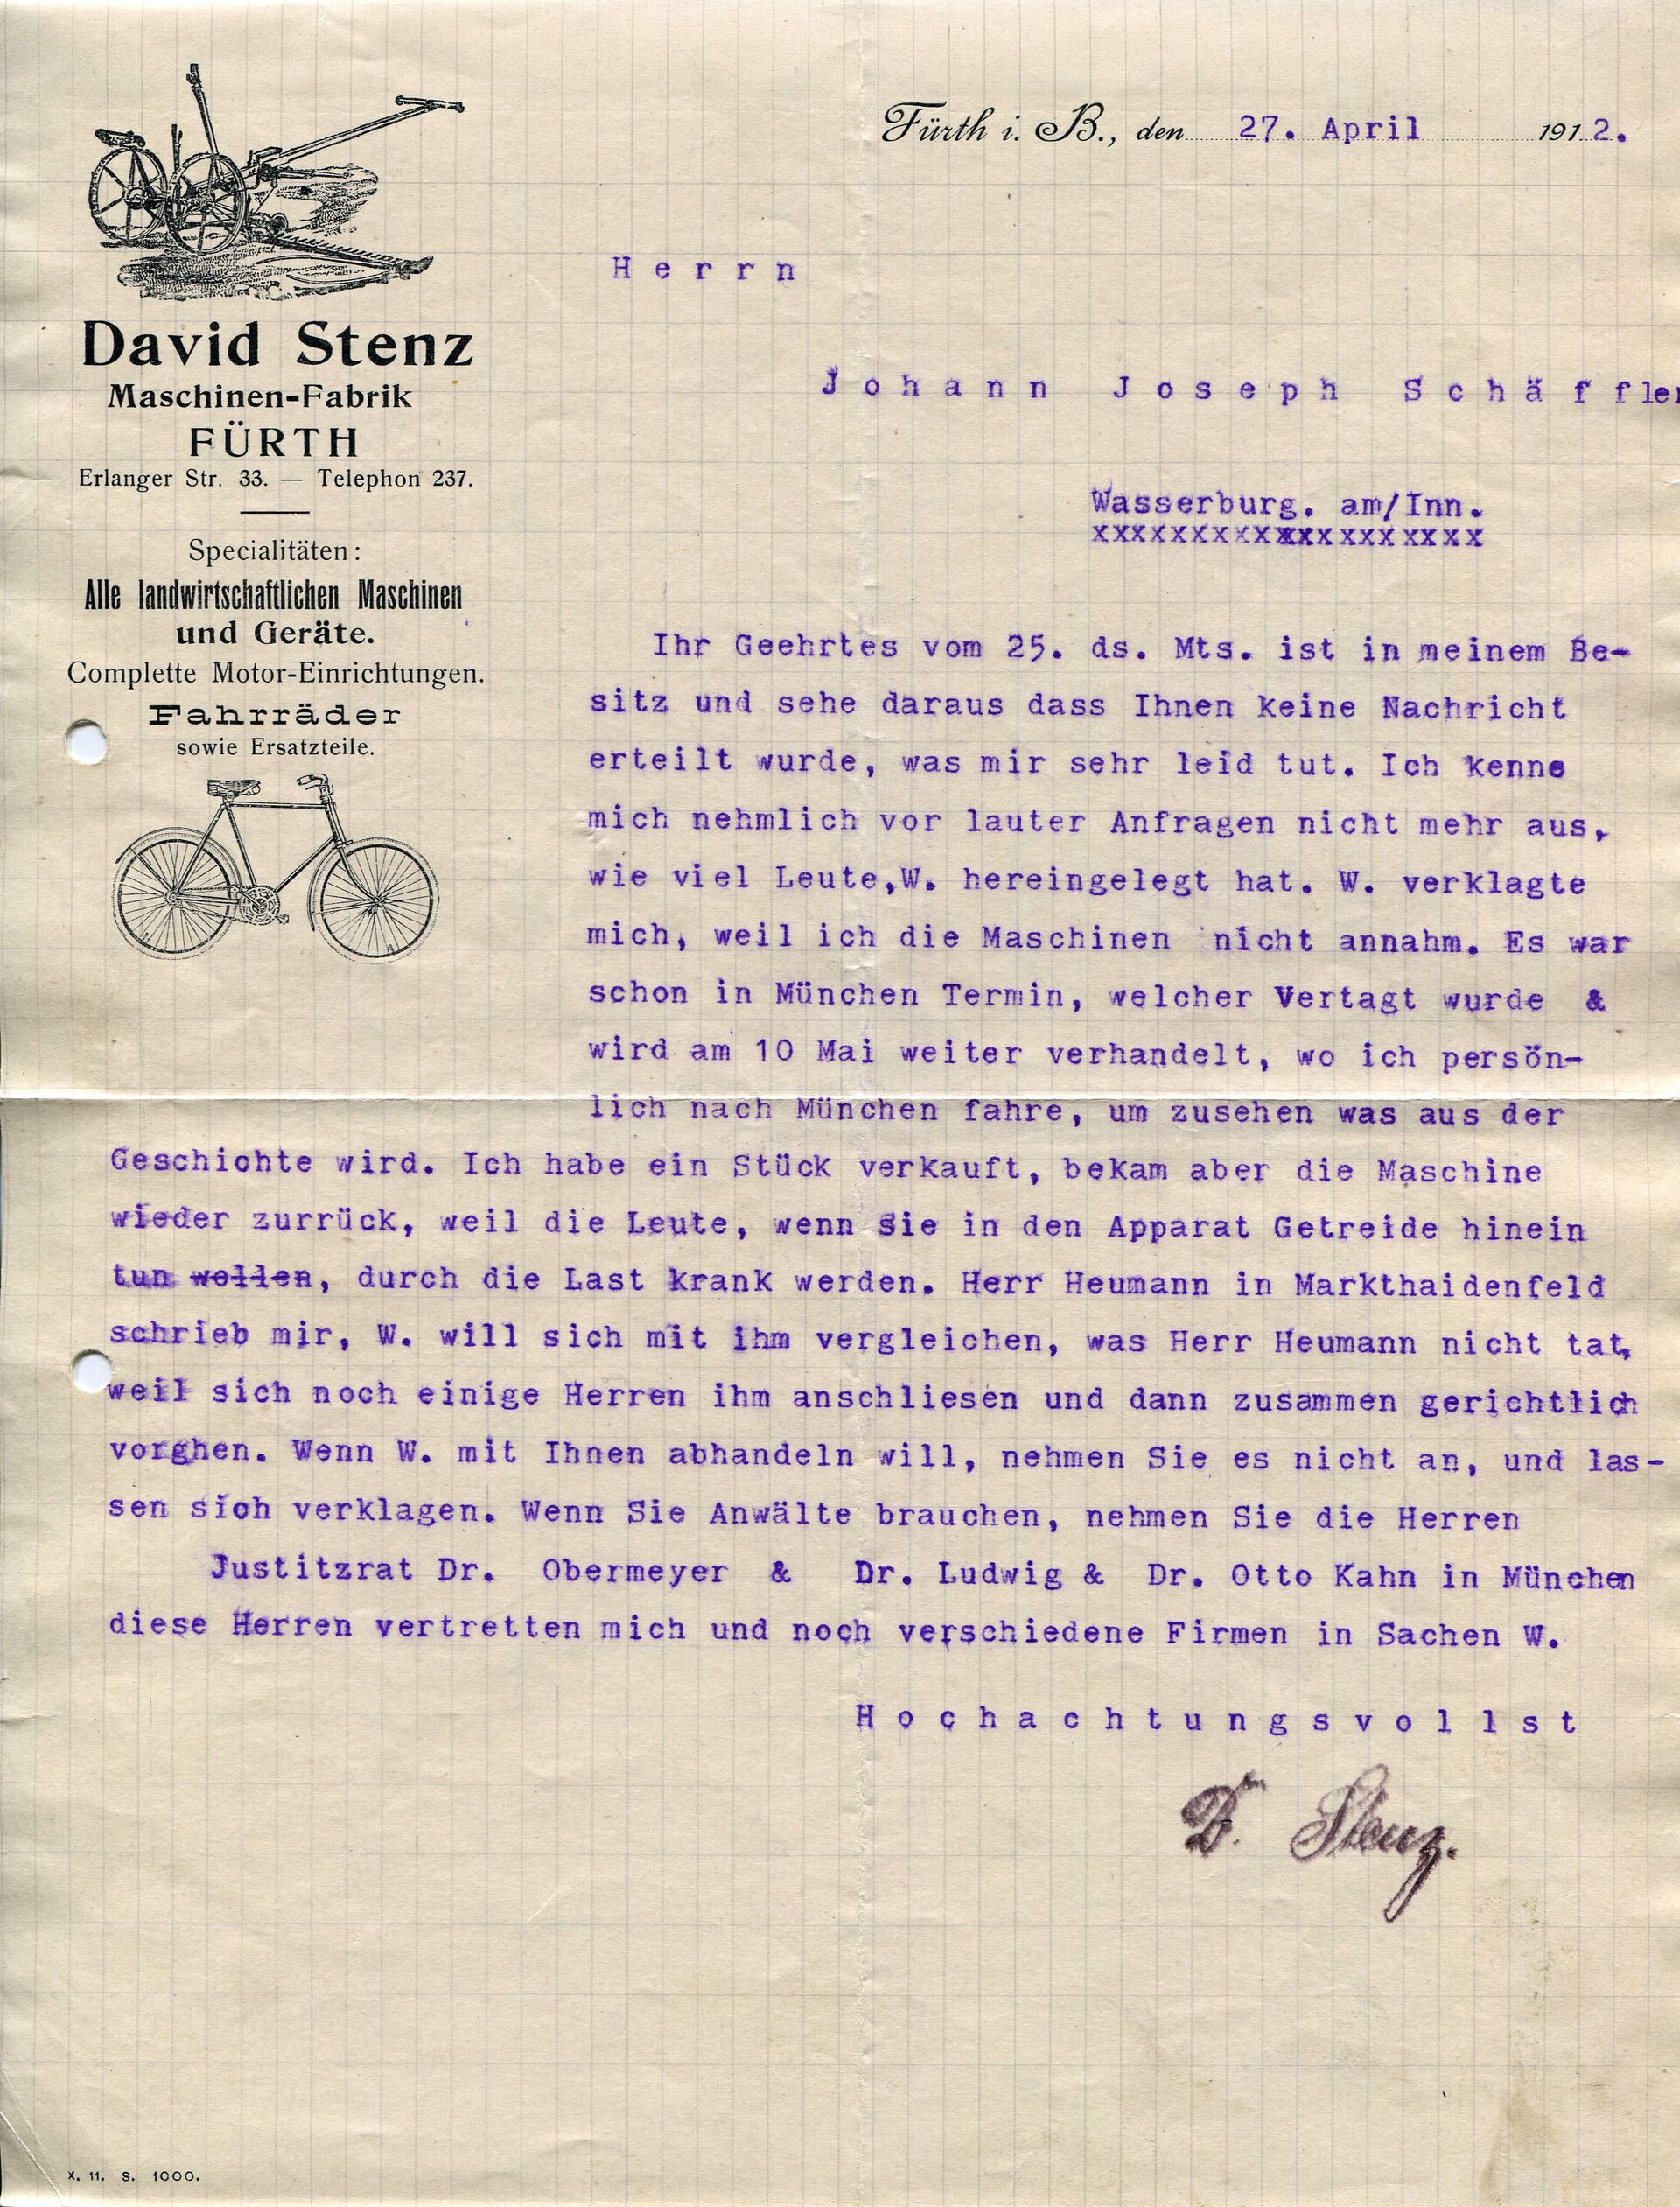 David Stenz
Maschinen-Fabrik
FÜRTH
Erlanger Str. 33. — Telephon 237.
Specialitäten:
Alle landwirtschaftlichen Maschinen
und Geräte.
Complette Motor-Einrichtungen.
Fahrräder
sowie Ersatzteile.
Fürth i. B., den 27. April 1912.
Herrn
Johann Joseph Schäffler
Wasserburg. am/Inn.
xxxxxxxxxxxxxxxxxxx
Ihr Geehrtes vom 25. ds. Mts. ist in meinem Be-
sitz und sehe daraus dass Ihnen keine Nachricht
erteilt wurde, was mir sehr leid tut. Ich kenne
mich nehmlich vor lauter Anfragen nicht mehr aus,
wie viel Leute,W. hereingelegt hat. W. verklagte
mich, weil ich die Maschinen nicht annahm. Es war
schon in München Termin, welcher Vertagt wurde &
wird am 10 Mai weiter verhandelt, wo ich persön-
lich nach München fahre, um zusehen was aus der
Geschichte wird. Ich habe ein Stück verkauft, bekam aber die Maschine
wieder zurrück, weil die Leute, wenn Sie in den Apparat Getreide hinein
tun wollen, durch die Last krank werden. Herr Heumann in Markthaidenfeld
schrieb mir, W. will sich mit ihm vergleichen, was Herr Heumann nicht tat,
weil sich noch einige Herren ihm anschliesen und dann zusammen gerichtlich
vorghen. Wenn W. mit Ihnen abhandeln will, nehmen Sie es nicht an, und las-
sen sich verklagen. Wenn Sie Anwälte brauchen, nehmen Sie die Herren
Justitzrat Dr. Obermeyer & Dr. Ludwig & Dr. Otto Kahn in München
diese Herren vertretten mich und noch verschiedene Firmen in Sachen W.
Hochachtungsvollst
D. Stenz.
X. 11. S. 1000.